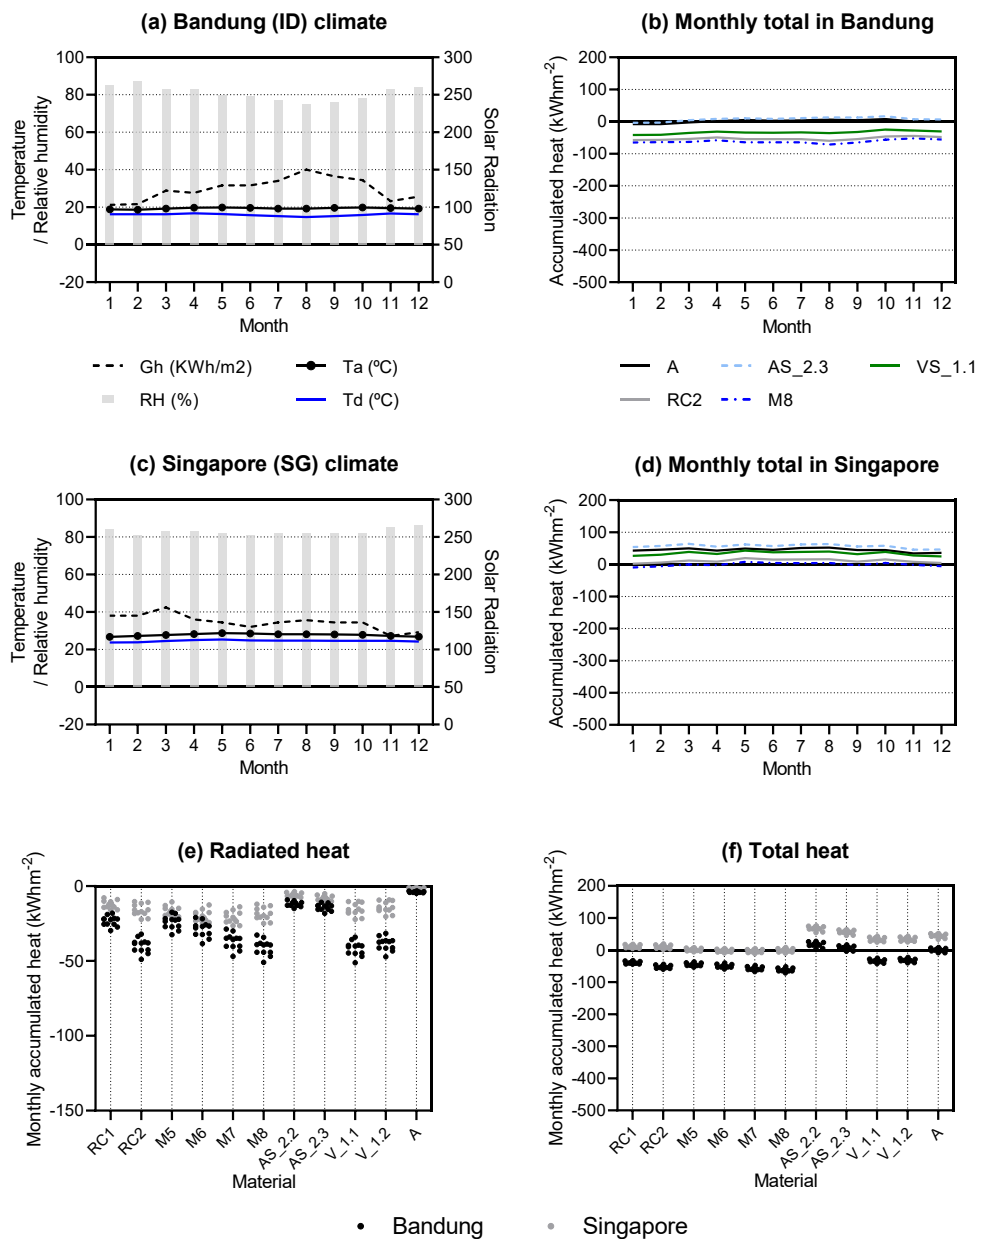 (a) Bandung (ID) climate
100
80
60
40
20
0
-20
300
250
200
150
100
50
0
Temperature
/ Relative humidity
Solar Radiation
1 2 3 4 5 6 7 8 9 10 11 12
Month
Gh (KWh/m2)
Ta (ºC)
RH (%)
Td (ºC)
(b) Monthly total in Bandung
200
100
0
-100
-200
-300
-400
-500
Accumulated heat (kWhm-2)
1 2 3 4 5 6 7 8 9 10 11 12
Month
A
AS_2.3
VS_1.1
RC2
M8
(c) Singapore (SG) climate
100
80
60
40
20
0
-20
300
250
200
150
100
50
0
Temperature
/ Relative humidity
Solar Radiation
1 2 3 4 5 6 7 8 9 10 11 12
Month
(d) Monthly total in Singapore
200
100
0
-100
-200
-300
-400
-500
Accumulated heat (kWhm-2)
1 2 3 4 5 6 7 8 9 10 11 12
Month
(e) Radiated heat
0
-50
-100
-150
Monthly accumulated heat (kWhm-2)
RC1 RC2 M5 M6 M7 M8 AS_2.2 AS_2.3 V_1.1 V_1.2 A
Material
(f) Total heat
200
100
0
-100
-200
-300
-400
-500
Monthly accumulated heat (kWhm-2)
RC1 RC2 M5 M6 M7 M8 AS_2.2 AS_2.3 V_1.1 V_1.2 A
Material
Bandung
Singapore